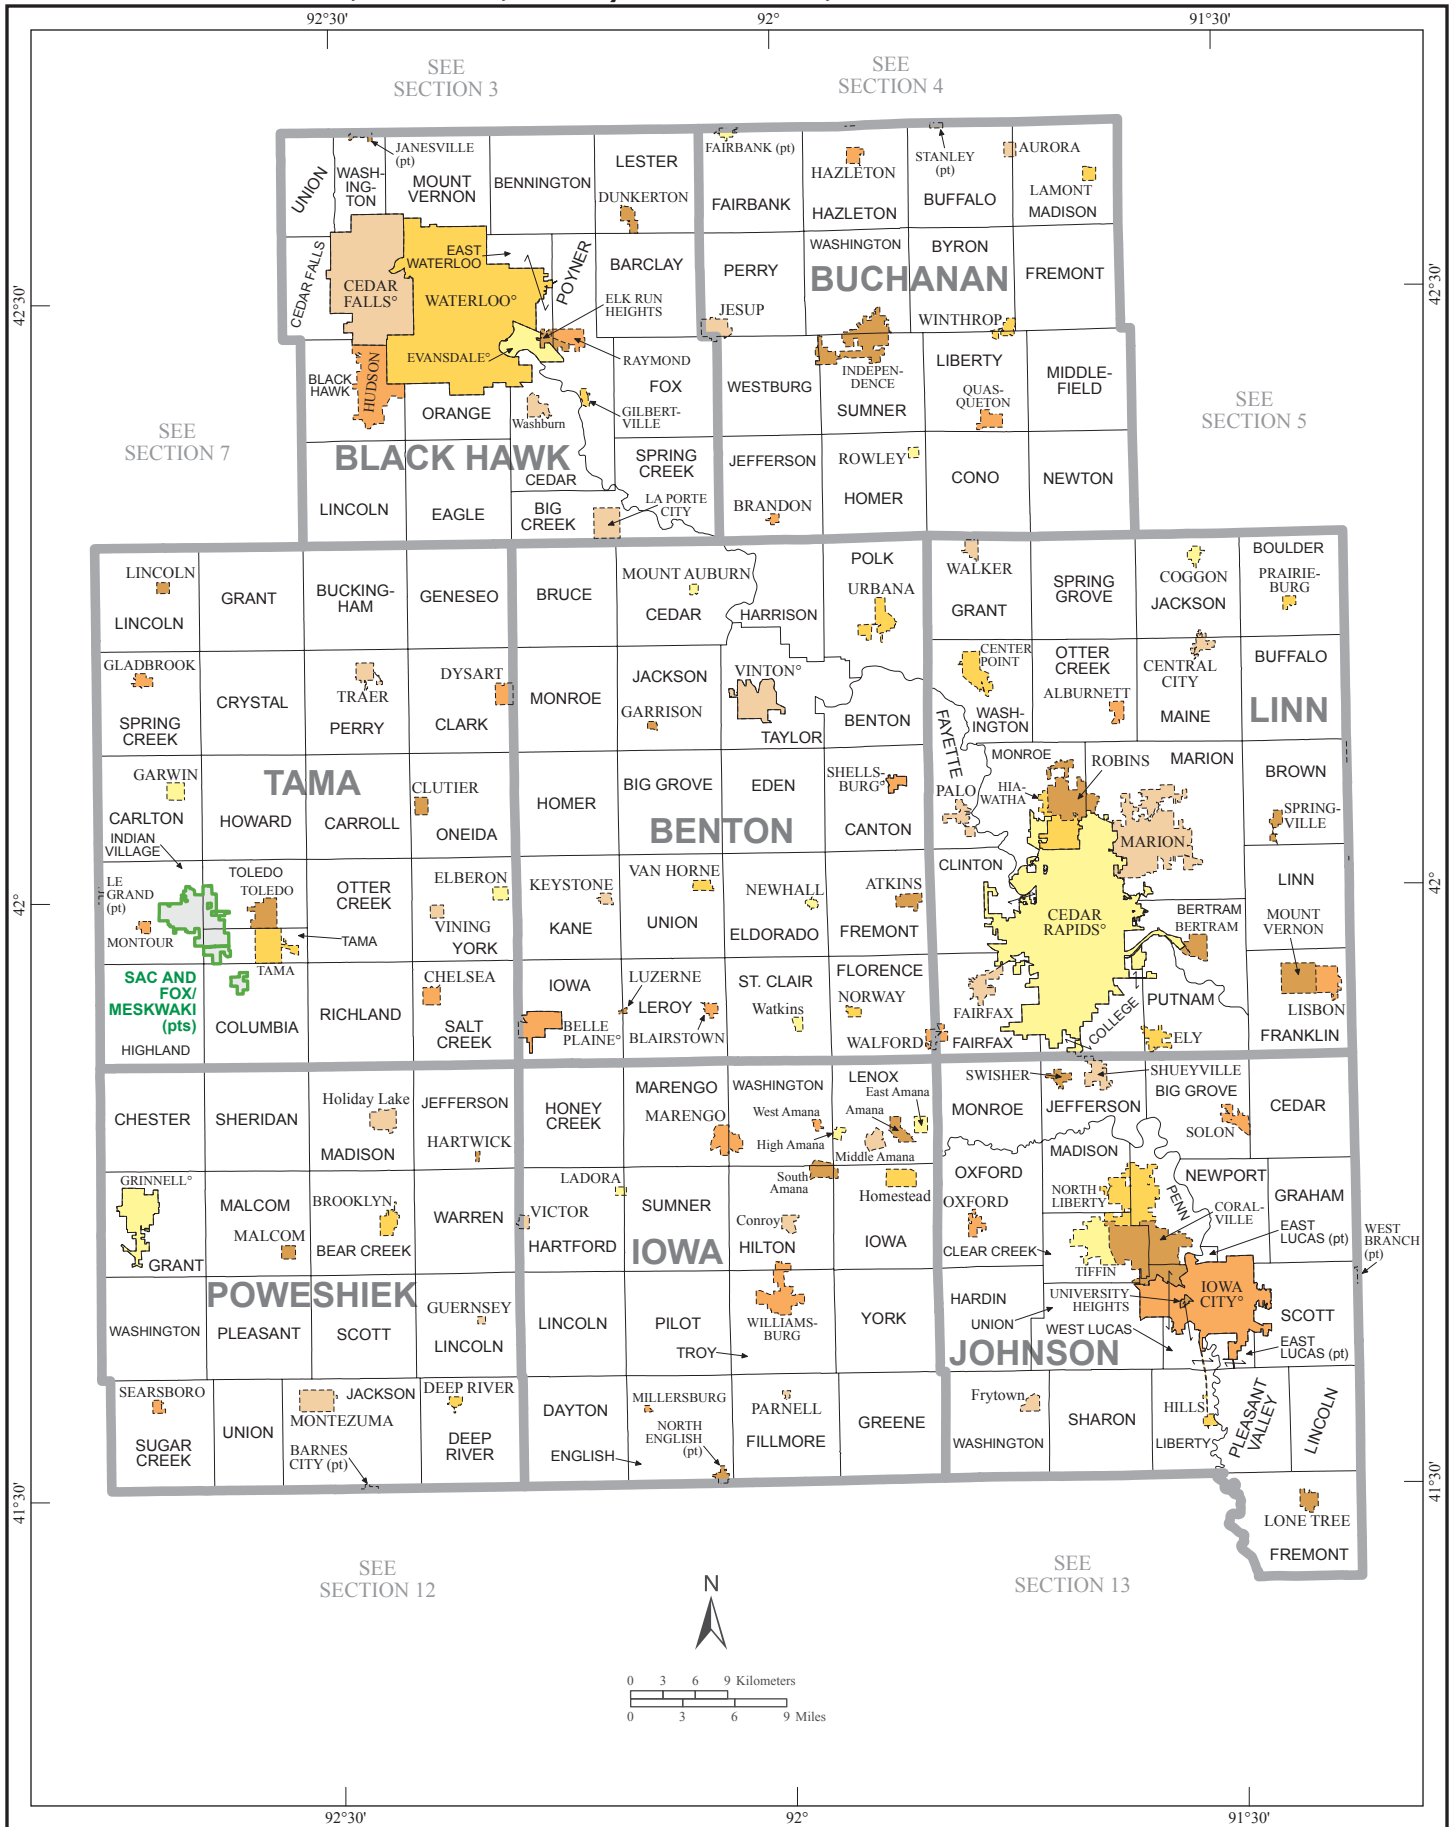 92°30'
92°
91°30'
SEE
SECTION 3
SEE
SECTION 4
JANESVILLE
(pt)
UNION
WASH-
ING-
TON
MOUNT
VERNON
BENNINGTON
LESTER
DUNKERTON
FAIRBANK (pt)
HAZLETON
STANLEY
(pt)
AURORA
LAMONT
FAIRBANK
HAZLETON
BUFFALO
MADISON
CEDAR FALLS
EAST
WATERLOO
POYNER
BARCLAY
PERRY
WASHINGTON
BYRON
FREMONT
BUCHANAN
CEDAR
FALLS°
WATERLOO°
ELK RUN
HEIGHTS
JESUP
WINTHROP
42°30'
42°30'
EVANSDALE°
RAYMOND
BLACK
HAWK
HUDSON
ORANGE
Washburn
FOX
GILBERT-
VILLE
WESTBURG
INDEPEN-
DENCE
SUMNER
LIBERTY
QUAS-
QUETON
MIDDLE-
FIELD
SEE
SECTION 7
SEE
SECTION 5
BLACK HAWK
CEDAR
SPRING
CREEK
JEFFERSON
ROWLEY
BRANDON
HOMER
CONO
NEWTON
LINCOLN
EAGLE
BIG
CREEK
LA PORTE
CITY
LINCOLN
LINCOLN
GRANT
BUCKING-
HAM
GENESEO
BRUCE
MOUNT AUBURN
CEDAR
HARRISON
POLK
URBANA
WALKER
GRANT
SPRING
GROVE
COGGON
JACKSON
BOULDER
PRAIRIE-
BURG
GLADBROOK
SPRING
CREEK
CRYSTAL
TRAER
PERRY
DYSART
CLARK
MONROE
JACKSON
GARRISON
VINTON°
TAYLOR
BENTON
CENTER
POINT
WASH-
INGTON
OTTER
CREEK
ALBURNETT
CENTRAL
CITY
MAINE
BUFFALO
LINN
FAYETTE
GARWIN
CARLTON
INDIAN
VILLAGE
TAMA
HOWARD
CARROLL
CLUTIER
ONEIDA
HOMER
BIG GROVE
EDEN
SHELLS-
BURG°
CANTON
BENTON
PALO
MONROE
HIA-
WATHA
ROBINS
MARION
MARION
BROWN
SPRING-
VILLE
42°
42°
LE
GRAND
(pt)
MONTOUR
TOLEDO
TOLEDO
TAMA
TAMA
OTTER
CREEK
ELBERON
VINING
YORK
KEYSTONE
KANE
VAN HORNE
UNION
NEWHALL
ELDORADO
ATKINS
FREMONT
CLINTON
CEDAR
RAPIDS°
BERTRAM
BERTRAM
LINN
MOUNT
VERNON
LISBON
SAC AND
FOX/
MESKWAKI
(pts)
HIGHLAND
COLUMBIA
RICHLAND
CHELSEA
SALT
CREEK
IOWA
BELLE
PLAINE°
LUZERNE
LEROY
BLAIRSTOWN
ST. CLAIR
Watkins
FLORENCE
NORWAY
WALFORD
FAIRFAX
FAIRFAX
COLLEGE
PUTNAM
ELY
FRANKLIN
CHESTER
SHERIDAN
Holiday Lake
MADISON
JEFFERSON
HARTWICK
HONEY
CREEK
MARENGO
MARENGO
WASHINGTON
West Amana
High Amana
LENOX
East Amana
Amana
Middle Amana
SWISHER
MONROE
JEFFERSON
SHUEYVILLE
BIG GROVE
SOLON
CEDAR
GRINNELL°
GRANT
MALCOM
MALCOM
BROOKLYN
BEAR CREEK
WARREN
LADORA
VICTOR
HARTFORD
SUMNER
IOWA
South
Amana
Conroy
HILTON
Homestead
IOWA
OXFORD
OXFORD
CLEAR CREEK
MADISON
NORTH
LIBERTY
TIFFIN
PENN
NEWPORT
CORAL-
VILLE
GRAHAM
EAST
LUCAS (pt)
WEST
BRANCH
(pt)
POWESHIEK
WASHINGTON
PLEASANT
SCOTT
GUERNSEY
LINCOLN
LINCOLN
PILOT
TROY
WILLIAMS-
BURG
YORK
HARDIN
UNION
UNIVERSITY
HEIGHTS
WEST LUCAS
IOWA
CITY°
SCOTT
EAST
LUCAS (pt)
JOHNSON
SEARSBORO
SUGAR
CREEK
UNION
JACKSON
MONTEZUMA
BARNES
CITY (pt)
DEEP RIVER
DEEP
RIVER
DAYTON
ENGLISH
MILLERSBURG
NORTH
ENGLISH
(pt)
PARNELL
FILLMORE
GREENE
Frytown
WASHINGTON
SHARON
HILLS
LIBERTY
PLEASANT
VALLEY
LINCOLN
41°30'
41°30'
LONE TREE
FREMONT
SEE
SECTION 12
SEE
SECTION 13
N
0 3 6 9 Kilometers
0 3 6 9 Miles
92°30'
92°
91°30'